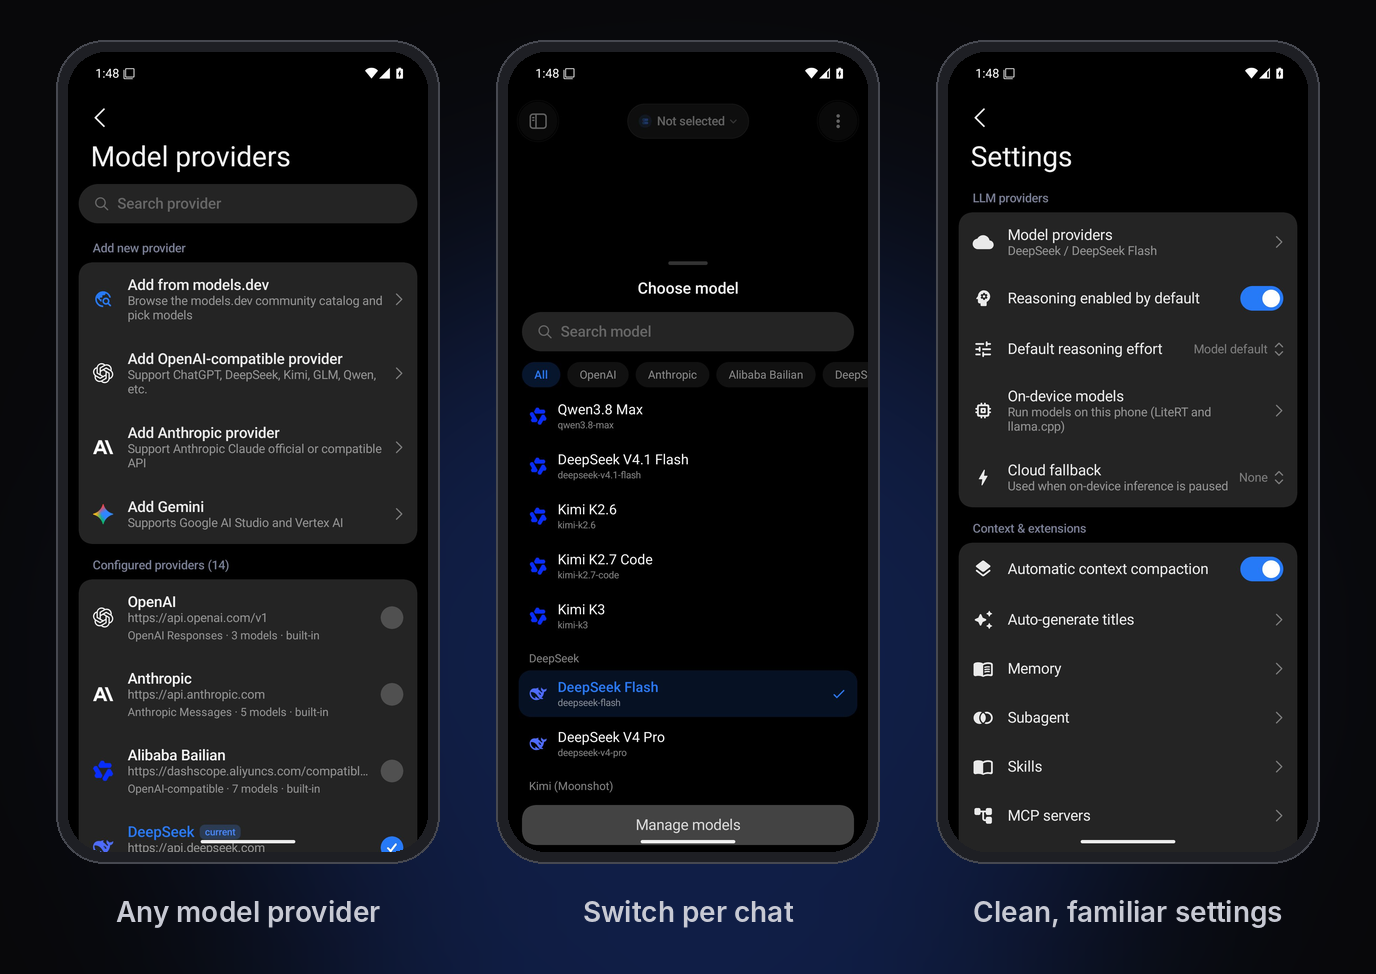 1:48
Model providers
Search provider
Add new provider
Add from models.dev
Browse the models.dev community catalog and
pick models
Add OpenAI-compatible provider
Support ChatGPT, DeepSeek, Kimi, GLM, Qwen,
etc.
Add Anthropic provider
Support Anthropic Claude official or compatible
API
Add Gemini
Supports Google AI Studio and Vertex AI
Configured providers (14)
OpenAI
https://api.openai.com/v1
OpenAI Responses · 3 models · built-in
Anthropic
https://api.anthropic.com
Anthropic Messages · 5 models · built-in
Alibaba Bailian
https://dashscope.aliyuncs.com/compatibl...
OpenAI-compatible · 7 models · built-in
DeepSeek current
https://api.deepseek.com
Any model provider
1:48
Not selected
Choose model
Search model
All OpenAI Anthropic Alibaba Bailian DeepS
Qwen3.8 Max
qwen3.8-max
DeepSeek V4.1 Flash
deepseek-v4.1-flash
Kimi K2.6
kimi-k2.6
Kimi K2.7 Code
kimi-k2.7-code
Kimi K3
kimi-k3
DeepSeek
DeepSeek Flash
deepseek-flash
DeepSeek V4 Pro
deepseek-v4-pro
Kimi (Moonshot)
Manage models
Switch per chat
1:48
Settings
LLM providers
Model providers
DeepSeek / DeepSeek Flash
Reasoning enabled by default
Default reasoning effort Model default
On-device models
Run models on this phone (LiteRT and
llama.cpp)
Cloud fallback
Used when on-device inference is paused None
Context & extensions
Automatic context compaction
Auto-generate titles
Memory
Subagent
Skills
MCP servers
Clean, familiar settings